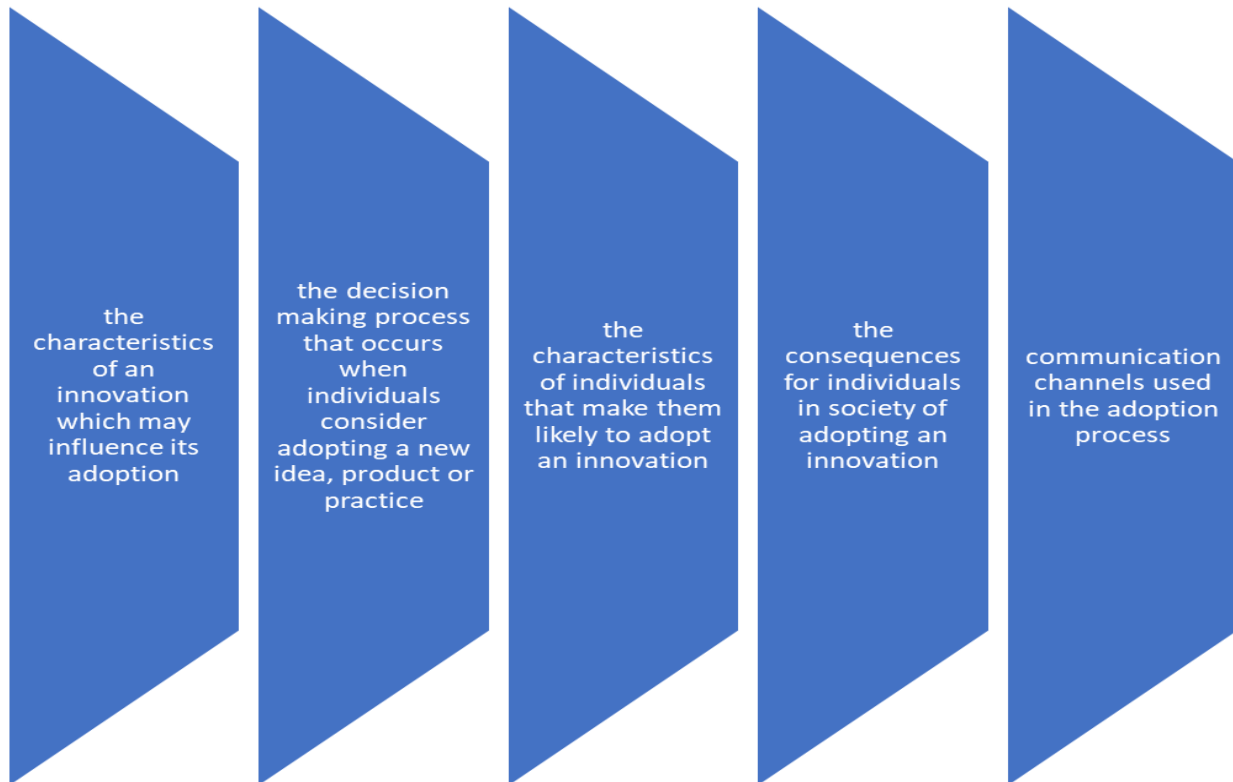 the
characteristics
of an
innovation
which may
influence its
adoption
the decision
making process
that occurs
when
individuals
consider
adopting a new
idea, product or
practice
the
characteristics
of individuals
that make them
likely to adopt
an innovation
the
consequences
for individuals
in society of
adopting an
innovation
communication
channels used
in the adoption
process